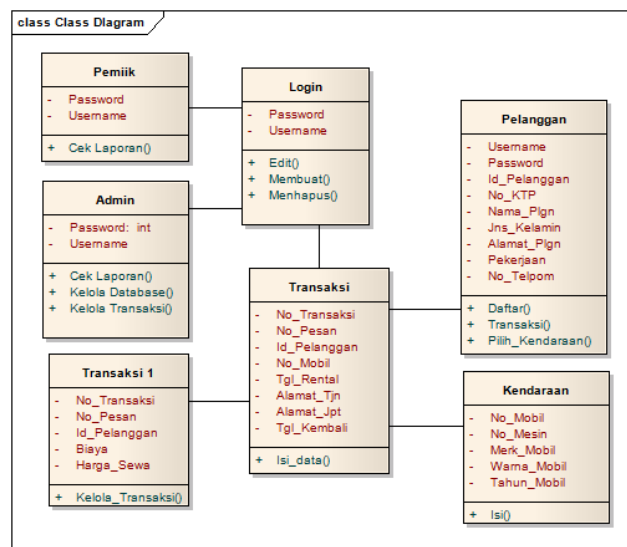 class Class DIagram
Pemiik
- Password
- Username
+ Cek Laporan()
Login
- Password
- Username
+ Edit()
+ Membuat()
+ Menhapus()
Pelanggan
- Username
- Password
- Id_Pelanggan
- No_KTP
- Nama_Plgn
- Jns_Kelamin
- Alamat_Plgn
- Pekerjaan
- No_Telpom
+ Daftar()
+ Transaksi()
+ Pilih_Kendaraan()
Admin
- Password: int
- Username
+ Cek Laporan()
+ Kelola Database()
+ Kelola Transaksi()
Transaksi
- No_Transaksi
- No_Pesan
- Id_Pelanggan
- No_Mobil
- Tgl_Rental
- Alamat_Tjn
- Alamat_Jpt
- Tgl_Kembali
+ Isi_data()
Transaksi 1
- No_Transaksi
- No_Pesan
- Id_Pelanggan
- Biaya
- Harga_Sewa
+ Kelola_Transaksi()
Kendaraan
- No_Mobil
- No_Mesin
- Merk_Mobil
- Warna_Mobil
- Tahun_Mobil
+ Isi()